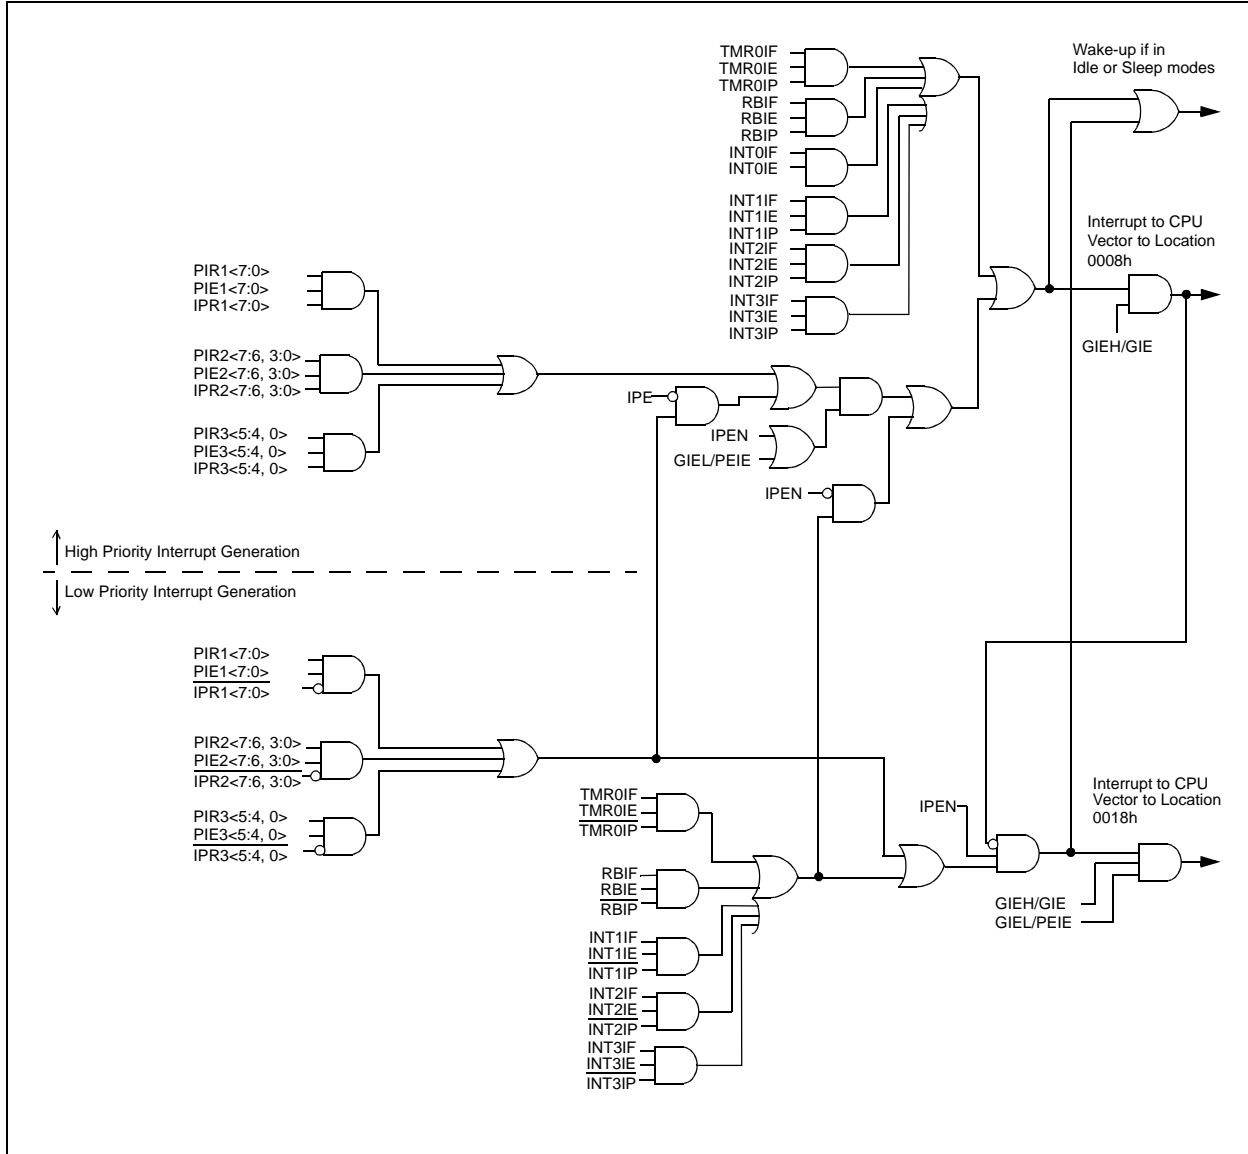 TMR0IF
TMR0IE
TMR0IP
RBIF
RBIE
RBIP
INT0IF
INT0IE
INT1IF
INT1IE
INT1IP
INT2IF
INT2IE
INT2IP
INT3IF
INT3IE
INT3IP
Wake-up if in
Idle or Sleep modes
Interrupt to CPU
Vector to Location
0008h
GIEH/GIE
PIR1<7:0>
PIE1<7:0>
IPR1<7:0>
PIR2<7:6, 3:0>
PIE2<7:6, 3:0>
IPR2<7:6, 3:0>
PIR3<5:4, 0>
PIE3<5:4, 0>
IPR3<5:4, 0>
IPE
IPEN
GIEL/PEIE
IPEN
High Priority Interrupt Generation
Low Priority Interrupt Generation
PIR1<7:0>
PIE1<7:0>
IPR1<7:0>
PIR2<7:6, 3:0>
PIE2<7:6, 3:0>
IPR2<7:6, 3:0>
PIR3<5:4, 0>
PIE3<5:4, 0>
IPR3<5:4, 0>
TMR0IF
TMR0IE
TMR0IP
RBIF
RBIE
RBIP
INT1IF
INT1IE
INT1IP
INT2IF
INT2IE
INT2IP
INT3IF
INT3IE
INT3IP
IPEN
Interrupt to CPU
Vector to Location
0018h
GIEH/GIE
GIEL/PEIE